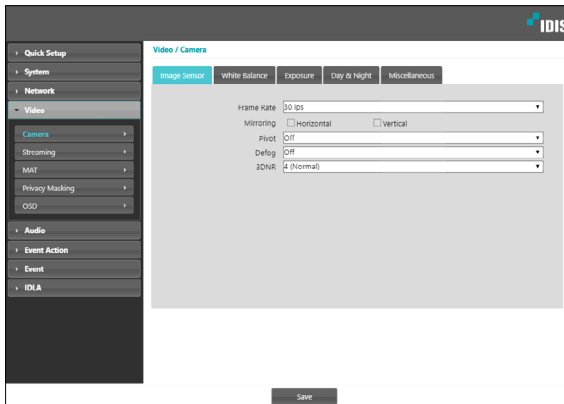 IDIS
Quick Setup
System
Network
Video
Camera
Streaming
MAT
Privacy Masking
OSD
Audio
Event Action
Event
IDLA
Video / Camera
Image Sensor White Balance Exposure Day & Night Miscellaneous
Frame Rate 30 ips
Mirroring Horizontal Vertical
Pivot Off
Defog Off
3DNR 4 (Normal)
Save